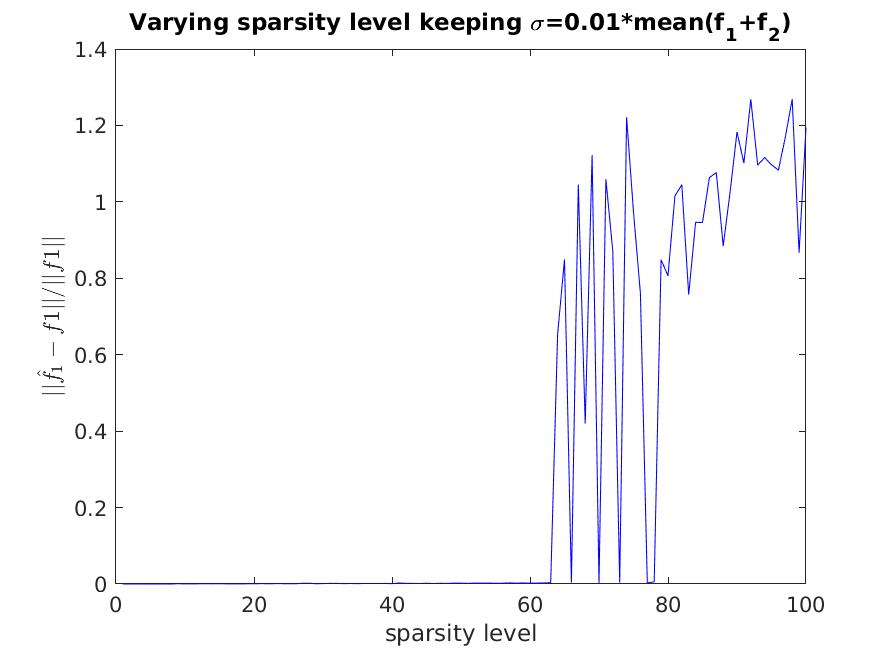 Varying sparsity level keeping σ=0.01*mean(f₁+f₂)
1.4
1.2
1
0.8
0.6
0.4
0.2
0
||f̂₁ − f1||/||f1||
0 20 40 60 80 100
sparsity level